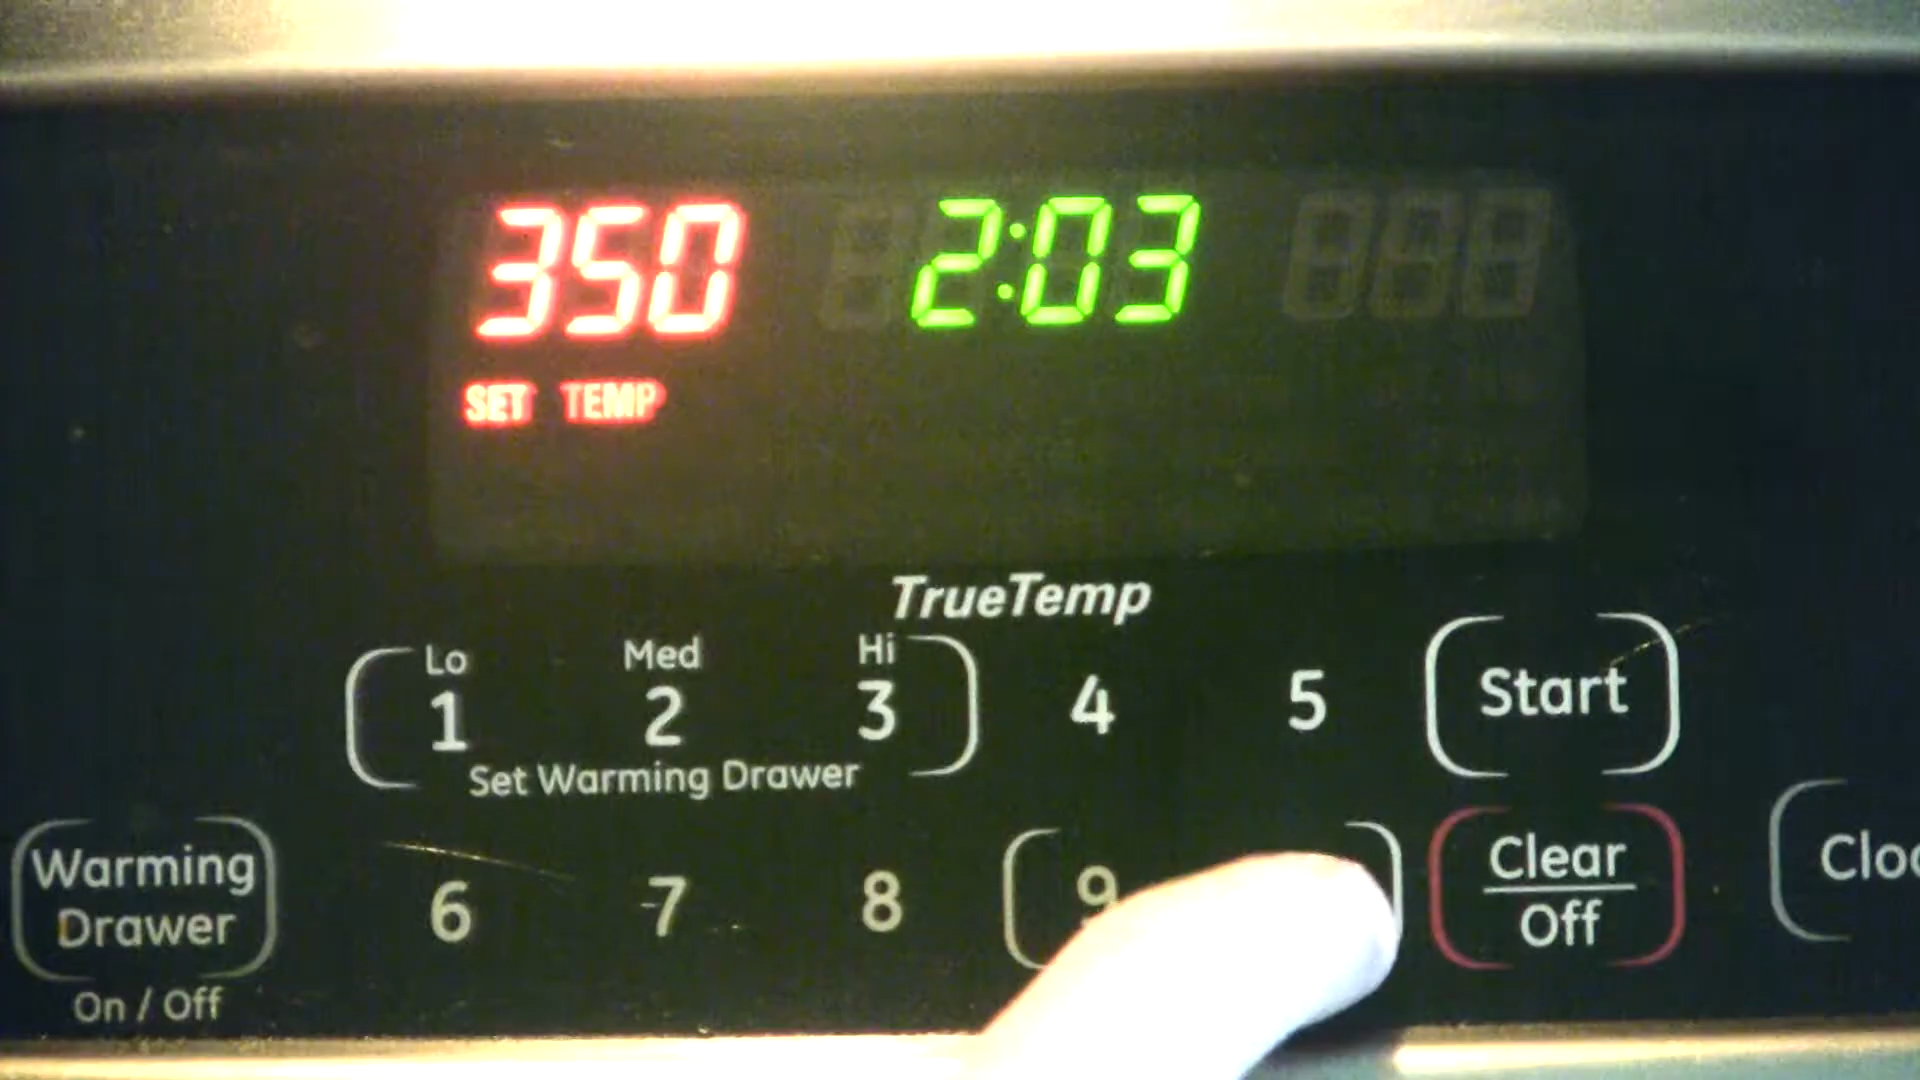 350 2:03
SET TEMP
TrueTemp
Lo Med Hi
1 2 3 4 5 Start
Set Warming Drawer
Warming
Drawer
On / Off
6 7 8 9
Clear
Off